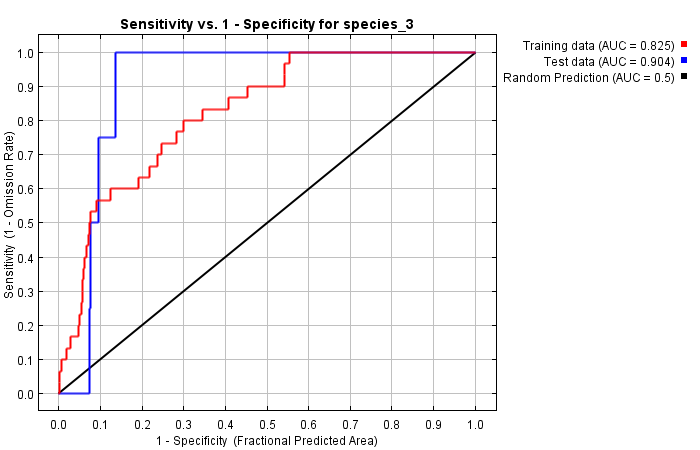 Sensitivity vs. 1 - Specificity for species_3
Training data (AUC = 0.825)
Test data (AUC = 0.904)
Random Prediction (AUC = 0.5)
Sensitivity (1 - Omission Rate)
1.0
0.9
0.8
0.7
0.6
0.5
0.4
0.3
0.2
0.1
0.0
0.0 0.1 0.2 0.3 0.4 0.5 0.6 0.7 0.8 0.9 1.0
1 - Specificity (Fractional Predicted Area)